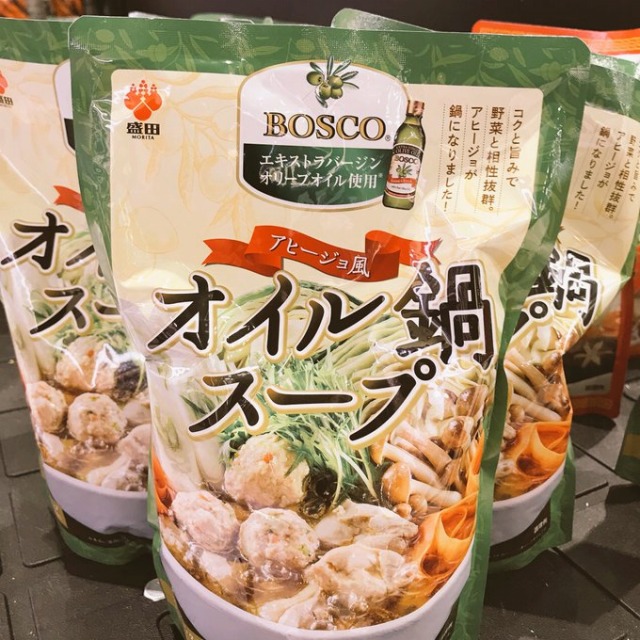 盛田
MORITA
BOSCO®
エキストラバージン
オリーブオイル使用*
コクと旨みで
野菜と相性抜群。
アヒージョが
鍋になりました!
アヒージョ風
オイル鍋
スープ